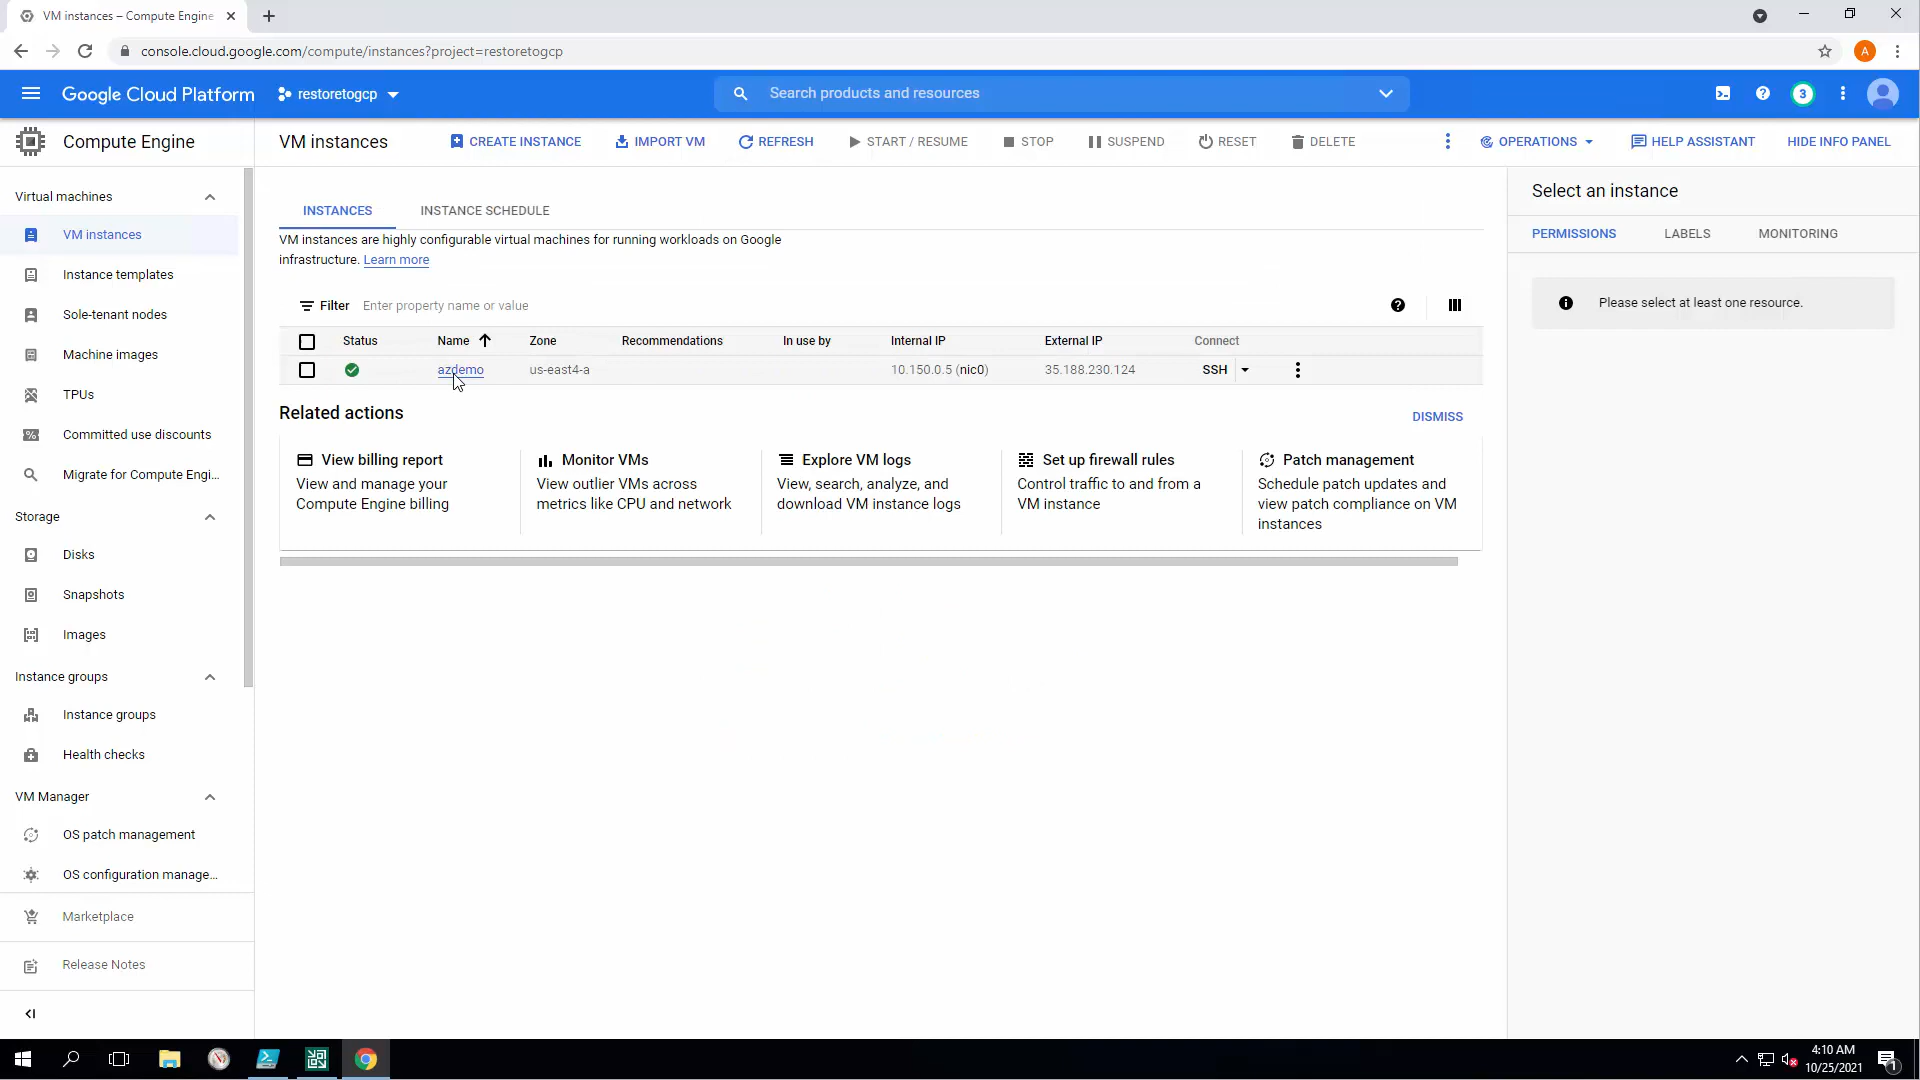 VM instances – Compute Engine
console.cloud.google.com/compute/instances?project=restoretogcp
A
Google Cloud Platform
restoretogcp
Search products and resources
3
Compute Engine
VM instances
CREATE INSTANCE
IMPORT VM
REFRESH
START / RESUME
STOP
SUSPEND
RESET
DELETE
OPERATIONS
HELP ASSISTANT
HIDE INFO PANEL
Virtual machines
VM instances
Instance templates
Sole-tenant nodes
Machine images
TPUs
Committed use discounts
Migrate for Compute Engi...
Storage
Disks
Snapshots
Images
Instance groups
Instance groups
Health checks
VM Manager
OS patch management
OS configuration manage...
Marketplace
Release Notes
INSTANCES
INSTANCE SCHEDULE
VM instances are highly configurable virtual machines for running workloads on Google
infrastructure. Learn more
Filter Enter property name or value
Status Name Zone Recommendations In use by Internal IP External IP Connect
azdemo us-east4-a 10.150.0.5 (nic0) 35.188.230.124 SSH
Related actions
DISMISS
View billing report
View and manage your
Compute Engine billing
Monitor VMs
View outlier VMs across
metrics like CPU and network
Explore VM logs
View, search, analyze, and
download VM instance logs
Set up firewall rules
Control traffic to and from a
VM instance
Patch management
Schedule patch updates and
view patch compliance on VM
instances
Select an instance
PERMISSIONS
LABELS
MONITORING
Please select at least one resource.
4:10 AM
10/25/2021
1